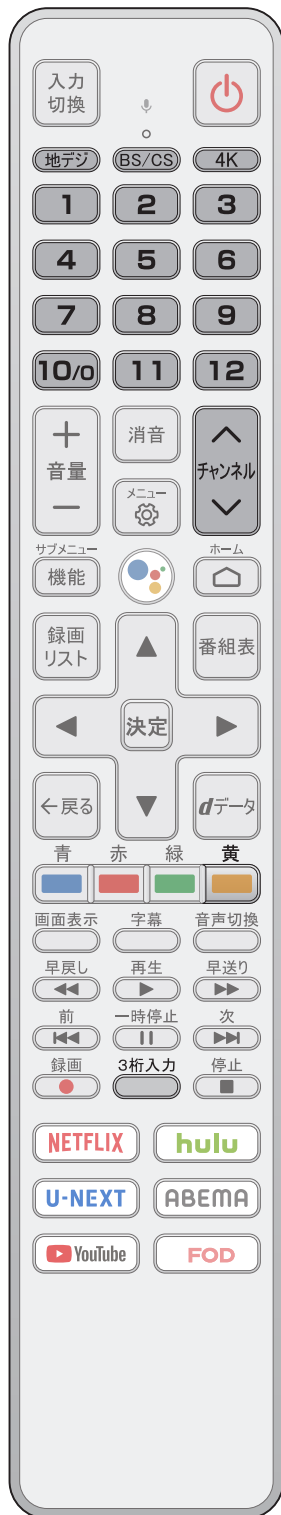 入力
切換
地デジ BS/CS 4K
1 2 3
4 5 6
7 8 9
10/0 11 12
+ 消音
音量 チャンネル
− メニュー
サブメニュー ホーム
機能
録画
リスト 番組表
決定
←戻る dデータ
青 赤 緑 黄
画面表示 字幕 音声切換
早戻し 再生 早送り
前 一時停止 次
録画 3桁入力 停止
NETFLIX hulu
U-NEXT ABEMA
YouTube FOD